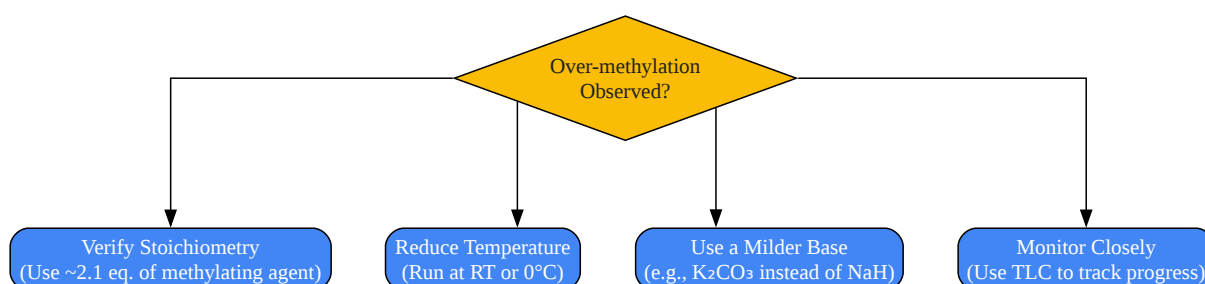 Over-methylation
Observed?
Verify Stoichiometry
(Use ~2.1 eq. of methylating agent)
Reduce Temperature
(Run at RT or 0°C)
Use a Milder Base
(e.g., K₂CO₃ instead of NaH)
Monitor Closely
(Use TLC to track progress)